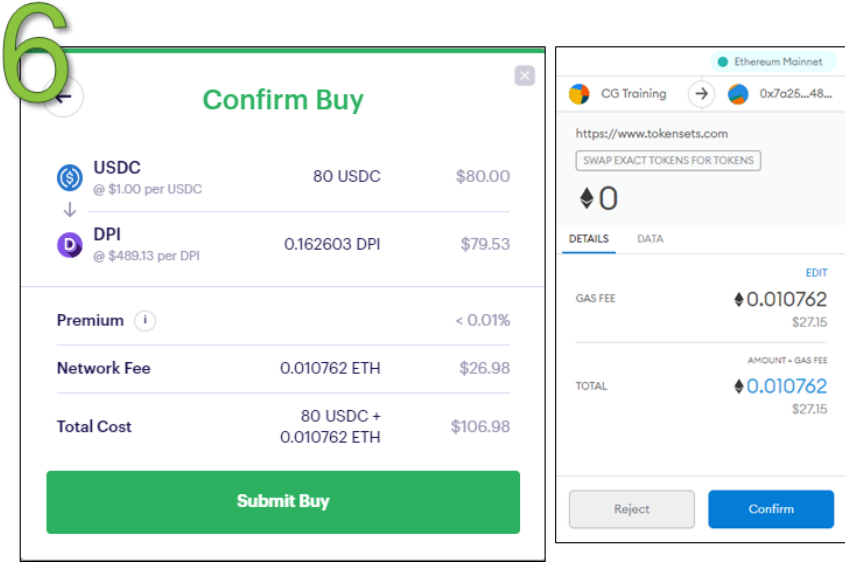 6
Confirm Buy
USDC
@ $1.00 per USDC
80 USDC
$80.00
DPI
@ $489.13 per DPI
0.162603 DPI
$79.53
Premium i
< 0.01%
Network Fee
0.010762 ETH
$26.98
Total Cost
80 USDC +
0.010762 ETH
$106.98
Submit Buy
Ethereum Mainnet
CG Training
0x7a25...48...
https://www.tokensets.com
SWAP EXACT TOKENS FOR TOKENS
0
DETAILS DATA
EDIT
GAS FEE
0.010762
$27.15
AMOUNT + GAS FEE
TOTAL
0.010762
$27.15
Reject
Confirm